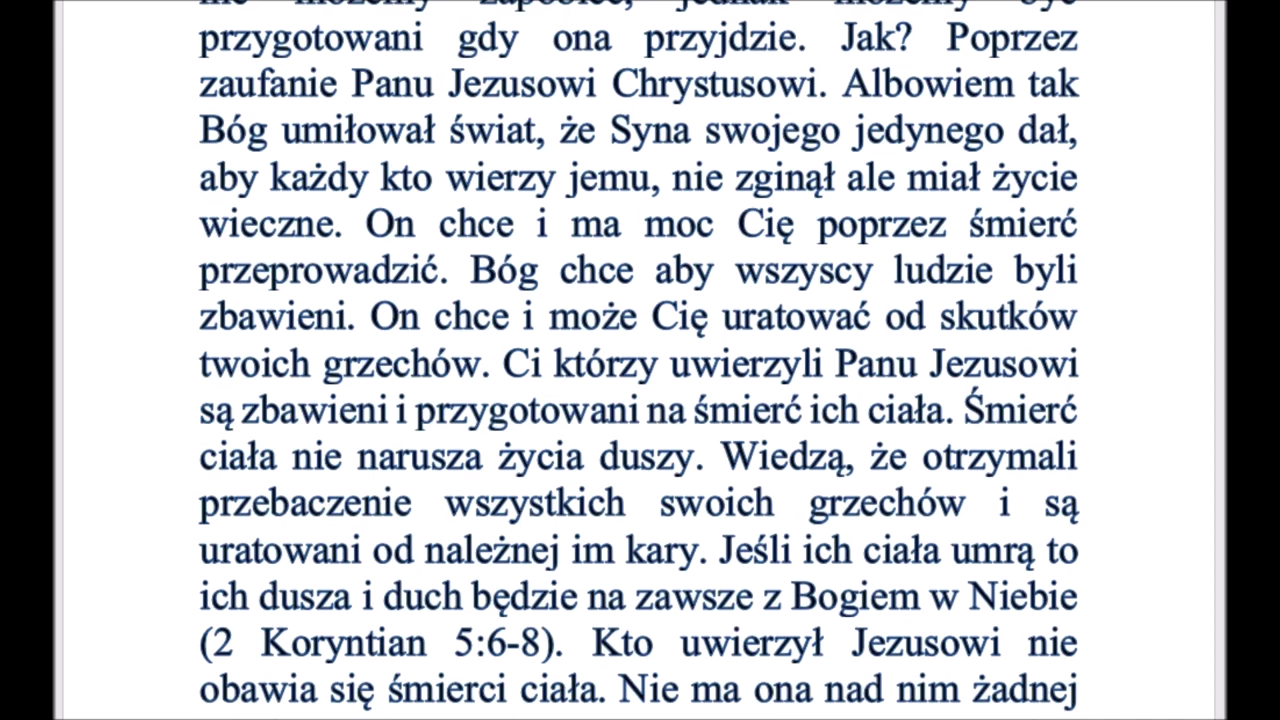 przygotowani gdy ona przyjdzie. Jak? Poprzez
zaufanie Panu Jezusowi Chrystusowi. Albowiem tak
Bóg umiłował świat, że Syna swojego jedynego dał,
aby każdy kto wierzy jemu, nie zginął ale miał życie
wieczne. On chce i ma moc Cię poprzez śmierć
przeprowadzić. Bóg chce aby wszyscy ludzie byli
zbawieni. On chce i może Cię uratować od skutków
twoich grzechów. Ci którzy uwierzyli Panu Jezusowi
są zbawieni i przygotowani na śmierć ich ciała. Śmierć
ciała nie narusza życia duszy. Wiedzą, że otrzymali
przebaczenie wszystkich swoich grzechów i są
uratowani od należnej im kary. Jeśli ich ciała umrą to
ich dusza i duch będzie na zawsze z Bogiem w Niebie
(2 Koryntian 5:6-8). Kto uwierzył Jezusowi nie
obawia się śmierci ciała. Nie ma ona nad nim żadnej